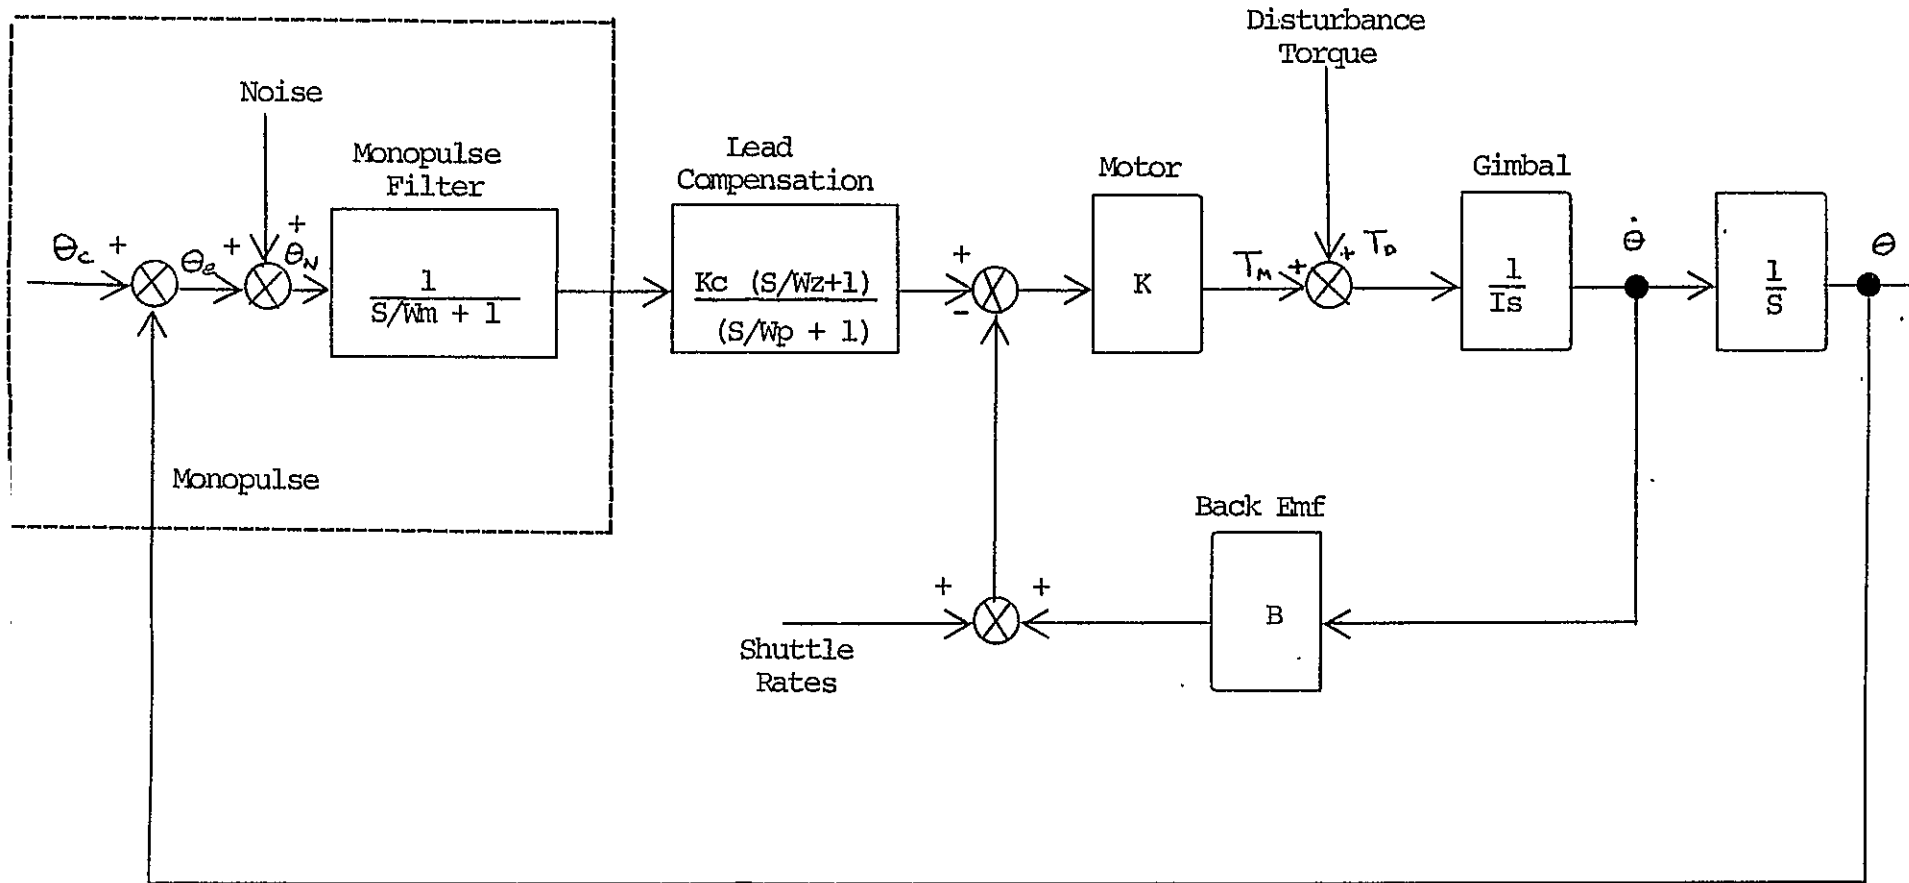 Disturbance
Torque
Noise
Monopulse
Filter
Lead
Compensation
Motor
Gimbal
θc +
θe +
+
θN
1
S/Wm + 1
Kc (S/Wz+1)
(S/Wp + 1)
+
-
K
TM +
+ TD
1
Is
θ̇
1
S
θ
Monopulse
Back Emf
B
+
+
Shuttle
Rates